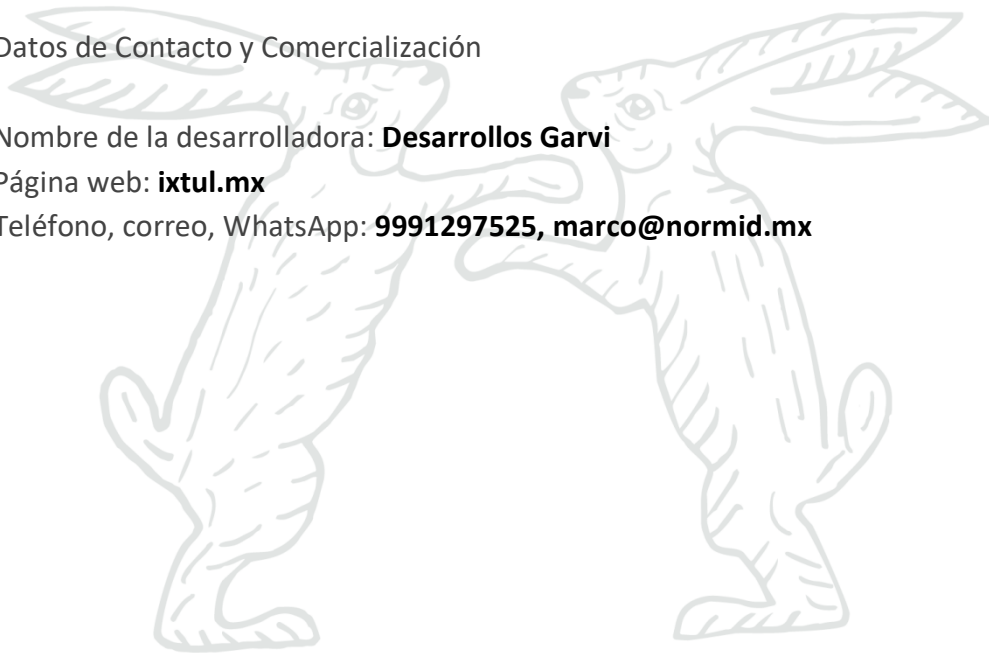 Datos de Contacto y Comercialización
Nombre de la desarrolladora: Desarrollos Garvi
Página web: ixtul.mx
Teléfono, correo, WhatsApp: 9991297525, marco@normid.mx